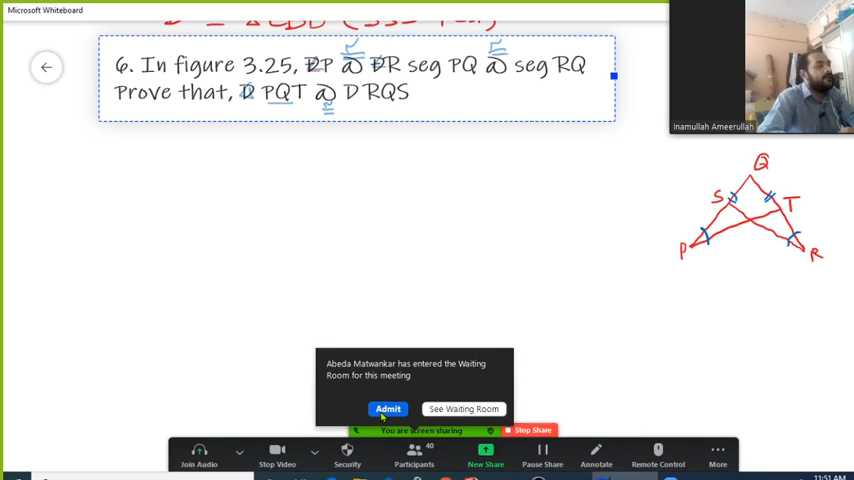 Microsoft Whiteboard
6. In figure 3.25, ĐP @ ĐR seg PQ @ seg RQ
Prove that, D PQT @ D RQS
Inamullah Ameerullah
Q
S
T
P
R
Abeda Matwankar has entered the Waiting
Room for this meeting
Admit
See Waiting Room
You are screen sharing
Stop Share
40
Join Audio
Stop Video
Security
Participants
New Share
Pause Share
Annotate
Remote Control
More
11:51 AM